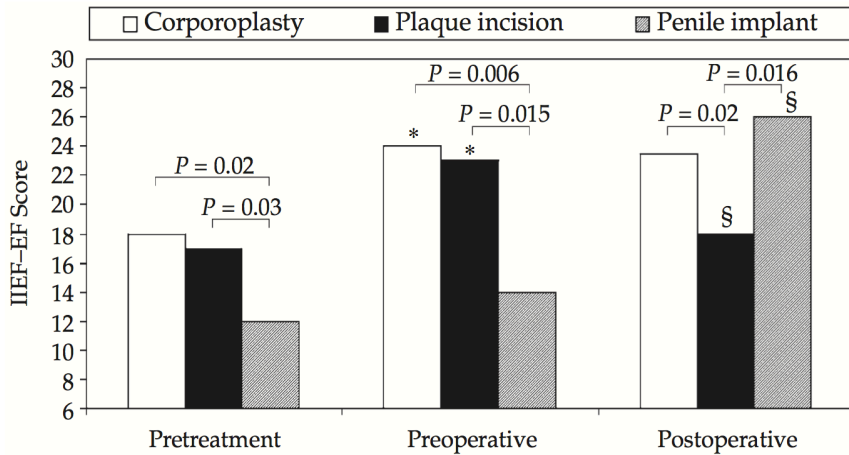 Corporoplasty Plaque incision Penile implant
IIEF–EF Score
30
28
26
24
22
20
18
16
14
12
10
8
6
P = 0.02
P = 0.03
P = 0.006
P = 0.015
*
*
P = 0.016
P = 0.02
§
§
Pretreatment Preoperative Postoperative